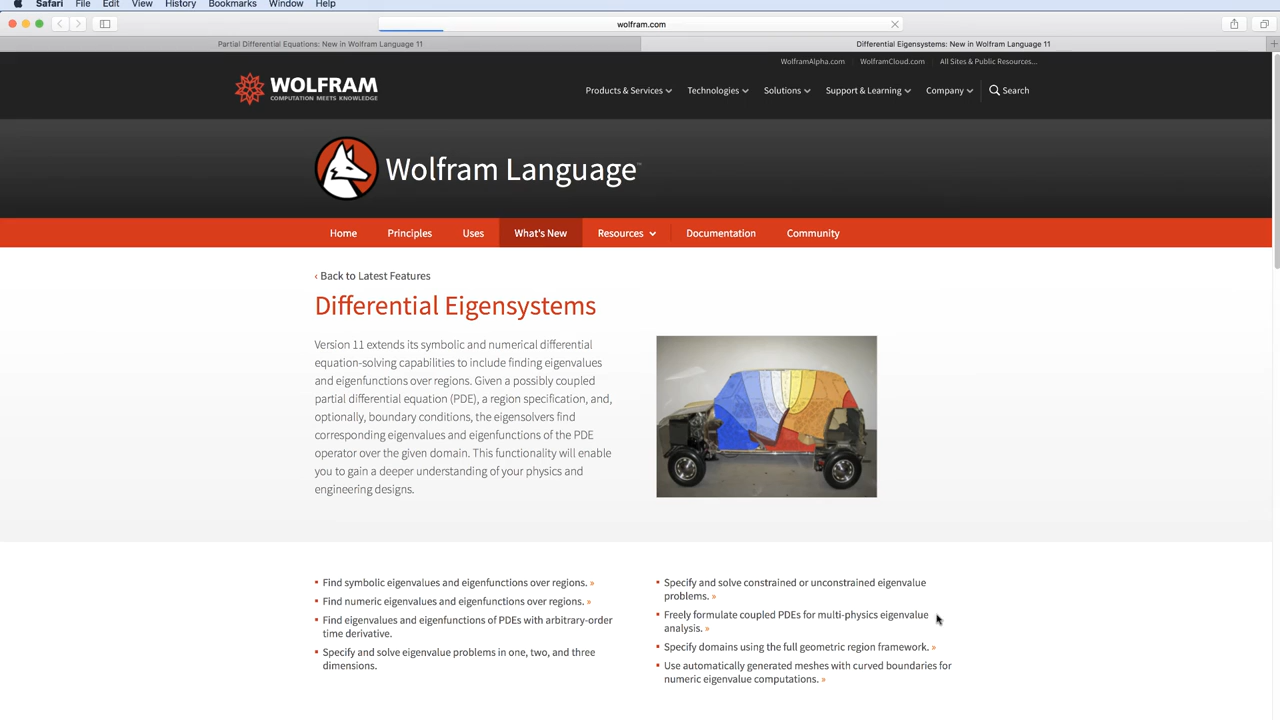 Safari File Edit View History Bookmarks Window Help
wolfram.com
Partial Differential Equations: New in Wolfram Language 11
Differential Eigensystems: New in Wolfram Language 11
WolframAlpha.com WolframCloud.com All Sites & Public Resources...
WOLFRAM
COMPUTATION MEETS KNOWLEDGE
Products & Services Technologies Solutions Support & Learning Company Search
Wolfram Language™
Home Principles Uses What's New Resources Documentation Community
‹ Back to Latest Features
Differential Eigensystems
Version 11 extends its symbolic and numerical differential
equation-solving capabilities to include finding eigenvalues
and eigenfunctions over regions. Given a possibly coupled
partial differential equation (PDE), a region specification, and,
optionally, boundary conditions, the eigensolvers find
corresponding eigenvalues and eigenfunctions of the PDE
operator over the given domain. This functionality will enable
you to gain a deeper understanding of your physics and
engineering designs.
▪ Find symbolic eigenvalues and eigenfunctions over regions. »
▪ Find numeric eigenvalues and eigenfunctions over regions. »
▪ Find eigenvalues and eigenfunctions of PDEs with arbitrary-order
time derivative.
▪ Specify and solve eigenvalue problems in one, two, and three
dimensions.
▪ Specify and solve constrained or unconstrained eigenvalue
problems. »
▪ Freely formulate coupled PDEs for multi-physics eigenvalue
analysis. »
▪ Specify domains using the full geometric region framework. »
▪ Use automatically generated meshes with curved boundaries for
numeric eigenvalue computations. »